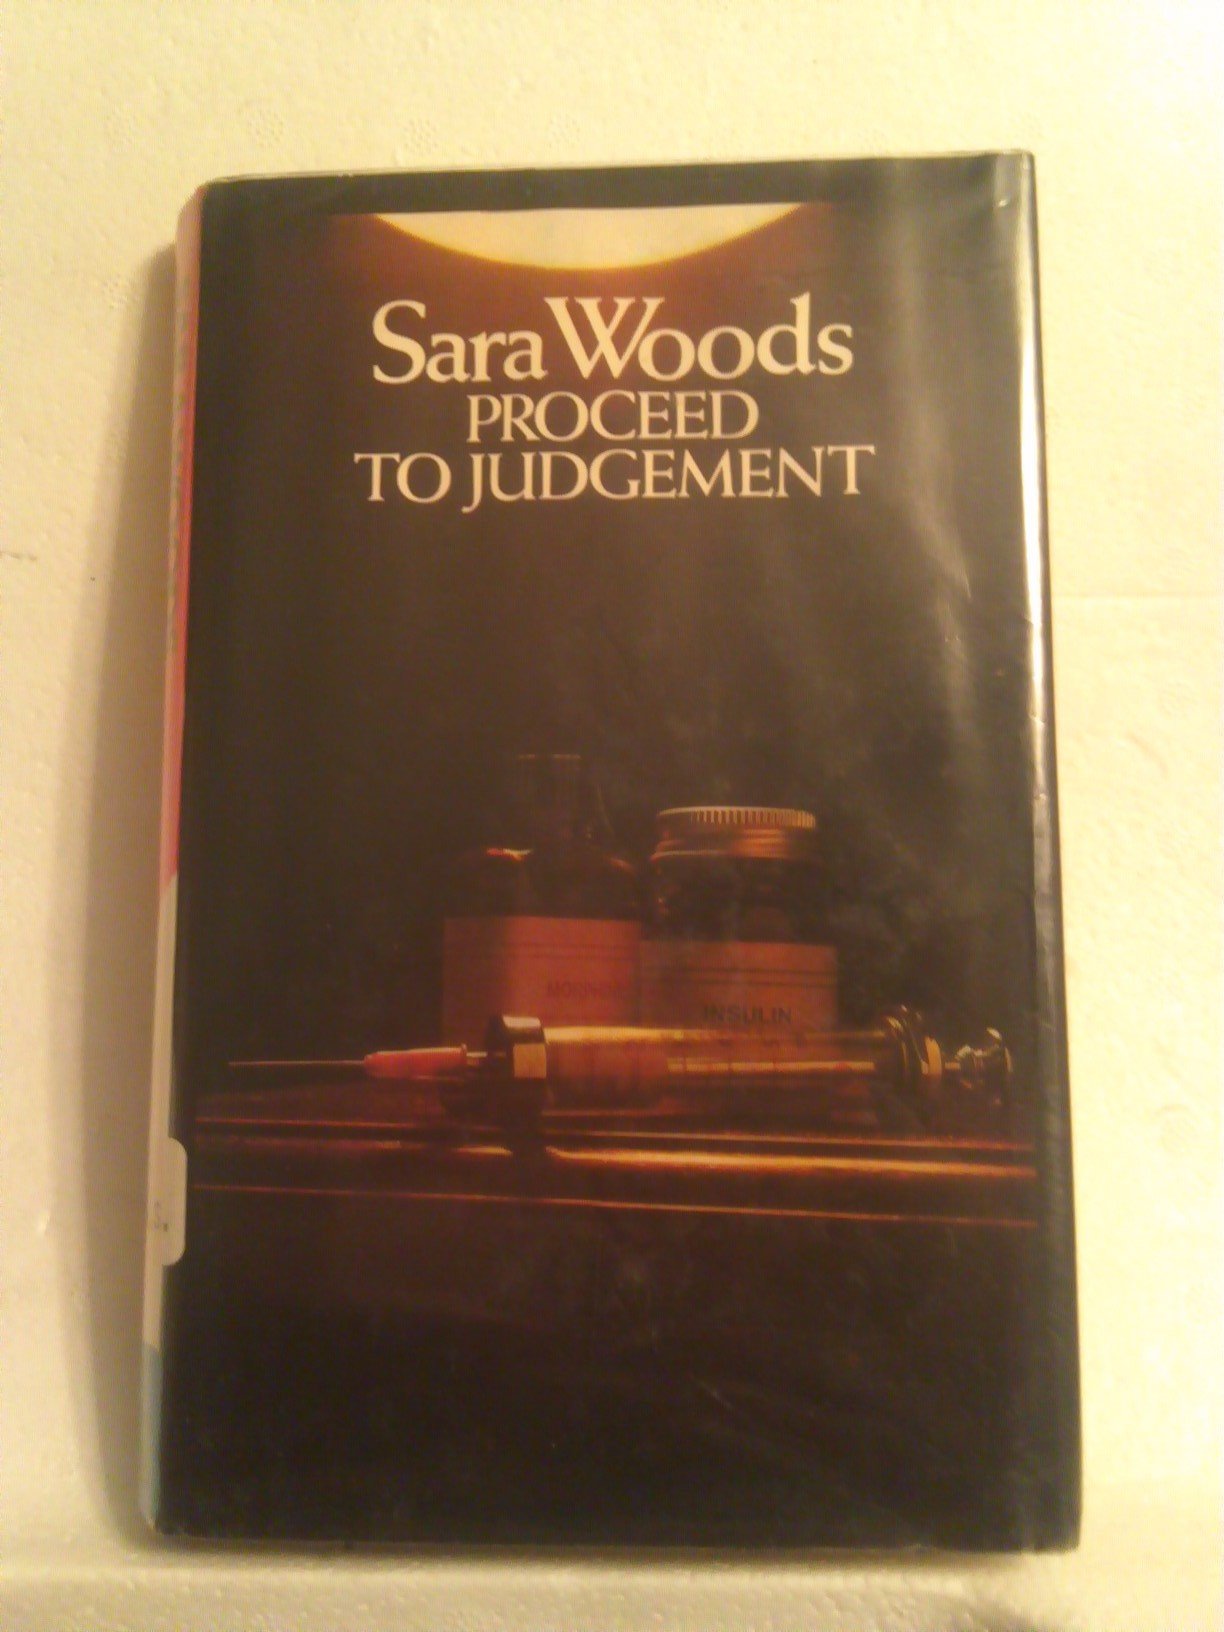 Sara Woods
PROCEED
TO JUDGEMENT
INSULIN